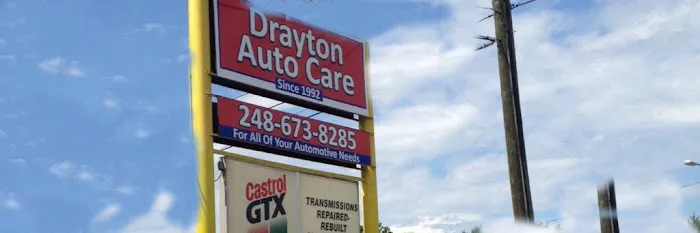 Drayton
Auto Care
Since 1992
248-673-8285
For All Of Your Automotive Needs
Castrol
GTX
TRANSMISSIONS
REPAIRED-
REBUILT